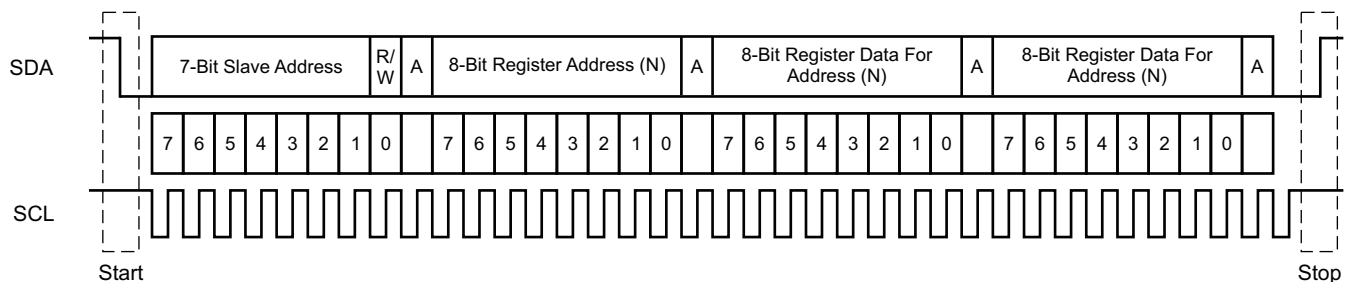 SDA
7-Bit Slave Address
R/
W
A
8-Bit Register Address (N)
A
8-Bit Register Data For
Address (N)
A
8-Bit Register Data For
Address (N)
A
7 6 5 4 3 2 1 0 7 6 5 4 3 2 1 0 7 6 5 4 3 2 1 0 7 6 5 4 3 2 1 0
SCL
Start
Stop